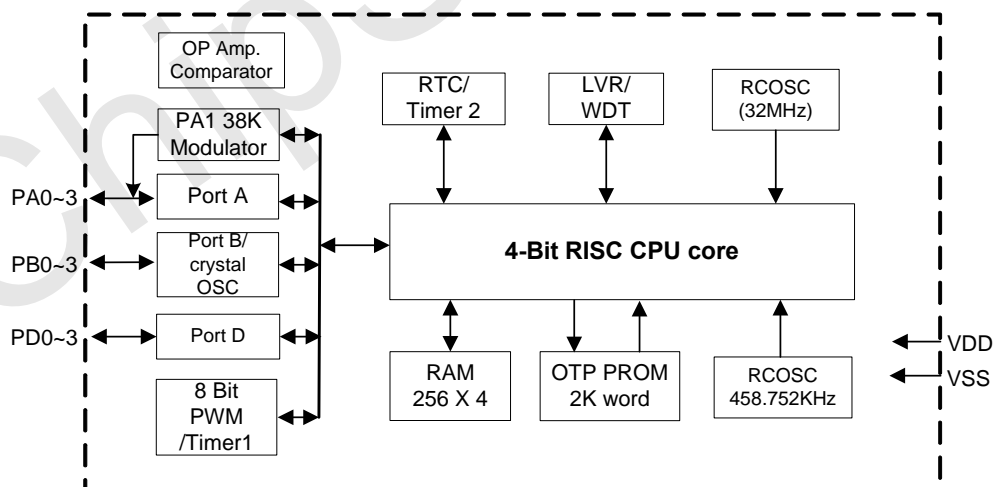 OP Amp.
Comparator
PA1 38K
Modulator
Port A
Port B/
crystal
OSC
Port D
8 Bit
PWM
/Timer1
PA0~3
PB0~3
PD0~3
RTC/
Timer 2
LVR/
WDT
RCOSC
(32MHz)
4-Bit RISC CPU core
RAM
256 X 4
OTP PROM
2K word
RCOSC
458.752KHz
VDD
VSS